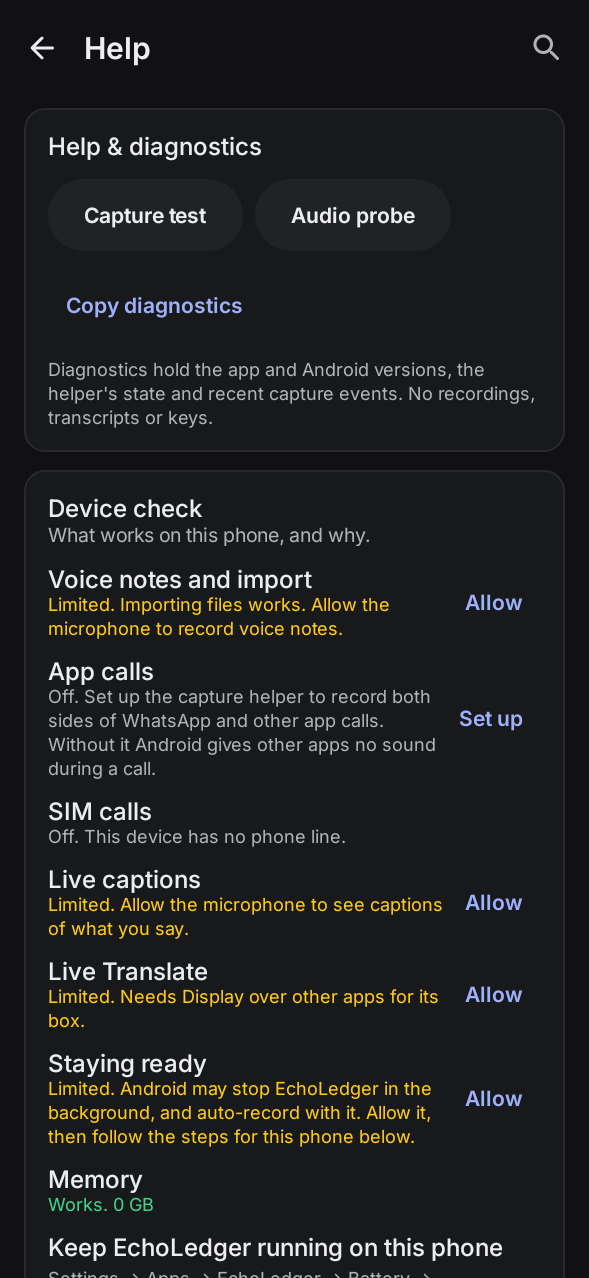 Help
Help & diagnostics
Capture test
Audio probe
Copy diagnostics
Diagnostics hold the app and Android versions, the
helper's state and recent capture events. No recordings,
transcripts or keys.
Device check
What works on this phone, and why.
Voice notes and import
Limited. Importing files works. Allow the
microphone to record voice notes.
Allow
App calls
Off. Set up the capture helper to record both
sides of WhatsApp and other app calls.
Without it Android gives other apps no sound
during a call.
Set up
SIM calls
Off. This device has no phone line.
Live captions
Limited. Allow the microphone to see captions
of what you say.
Allow
Live Translate
Limited. Needs Display over other apps for its
box.
Allow
Staying ready
Limited. Android may stop EchoLedger in the
background, and auto-record with it. Allow it,
then follow the steps for this phone below.
Allow
Memory
Works. 0 GB
Keep EchoLedger running on this phone
Settings → Apps → EchoLedger → Battery →